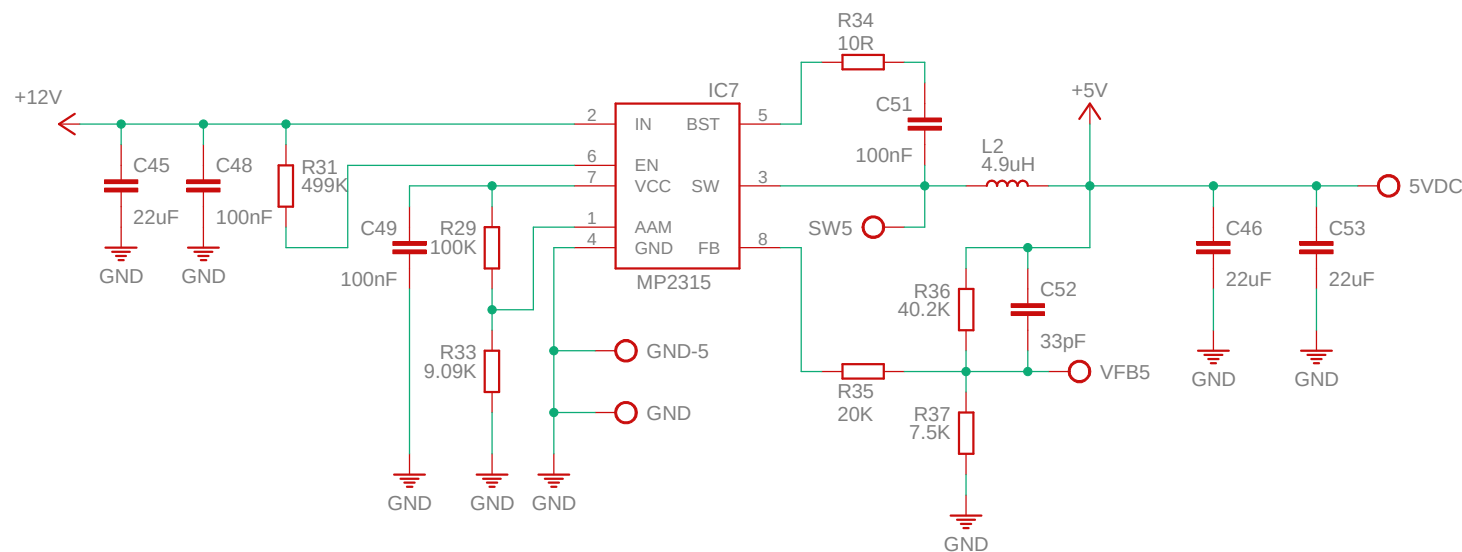 R34
10R
IC7
+12V
+5V
2
IN
BST
5
C51
100nF
L2
4.9uH
C45
22uF
C48
100nF
R31
499K
6
EN
7
VCC
SW
3
5VDC
1
AAM
4
GND
FB
8
MP2315
SW5
C49
100nF
R29
100K
GND
GND
C46
22uF
C53
22uF
R36
40.2K
C52
33pF
R33
9.09K
GND-5
GND
VFB5
R35
20K
R37
7.5K
GND
GND
GND
GND
GND
GND